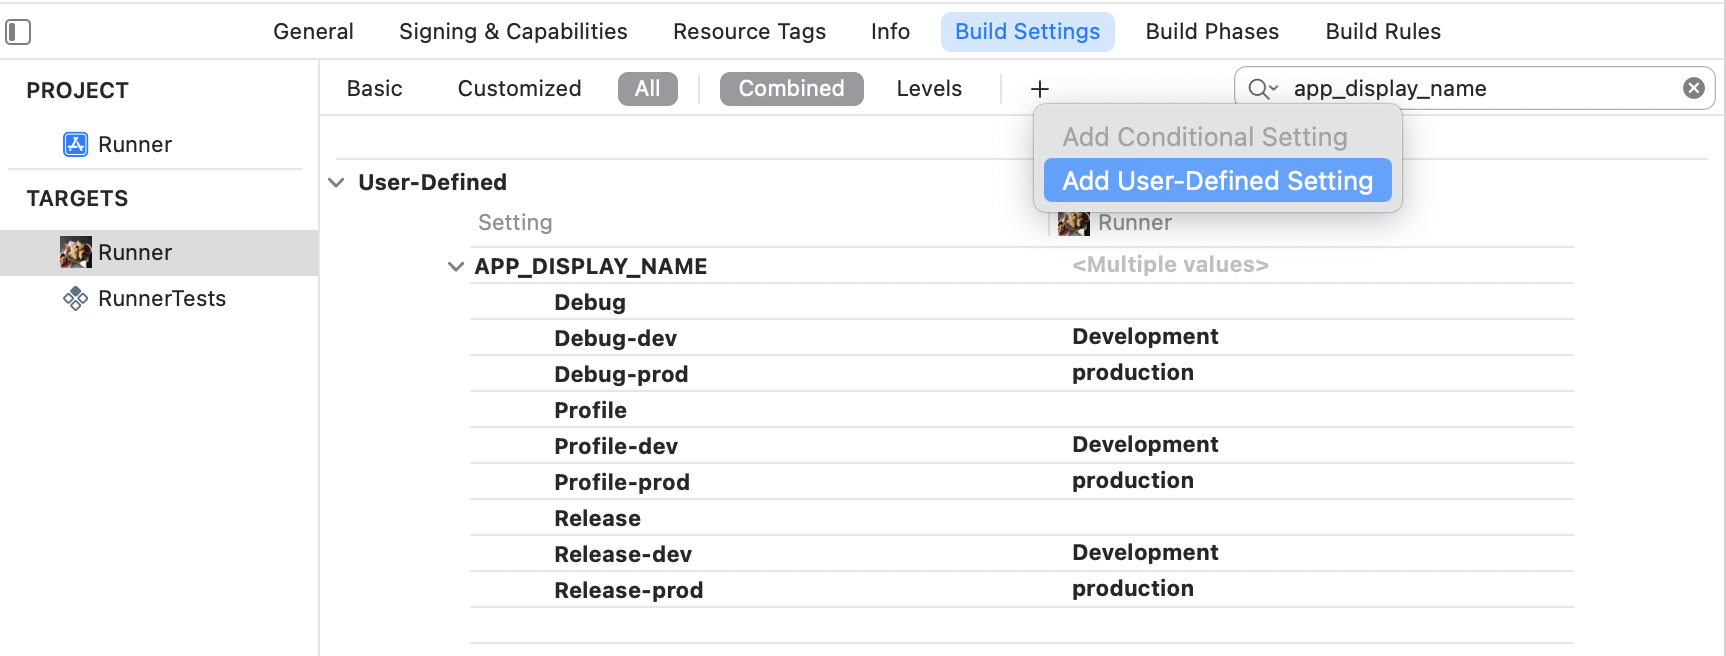 General Signing & Capabilities Resource Tags Info Build Settings Build Phases Build Rules
PROJECT
Runner
TARGETS
Runner
RunnerTests
Basic Customized All Combined Levels + app_display_name
Add Conditional Setting
Add User-Defined Setting
User-Defined
Setting Runner
APP_DISPLAY_NAME <Multiple values>
Debug
Debug-dev Development
Debug-prod production
Profile
Profile-dev Development
Profile-prod production
Release
Release-dev Development
Release-prod production